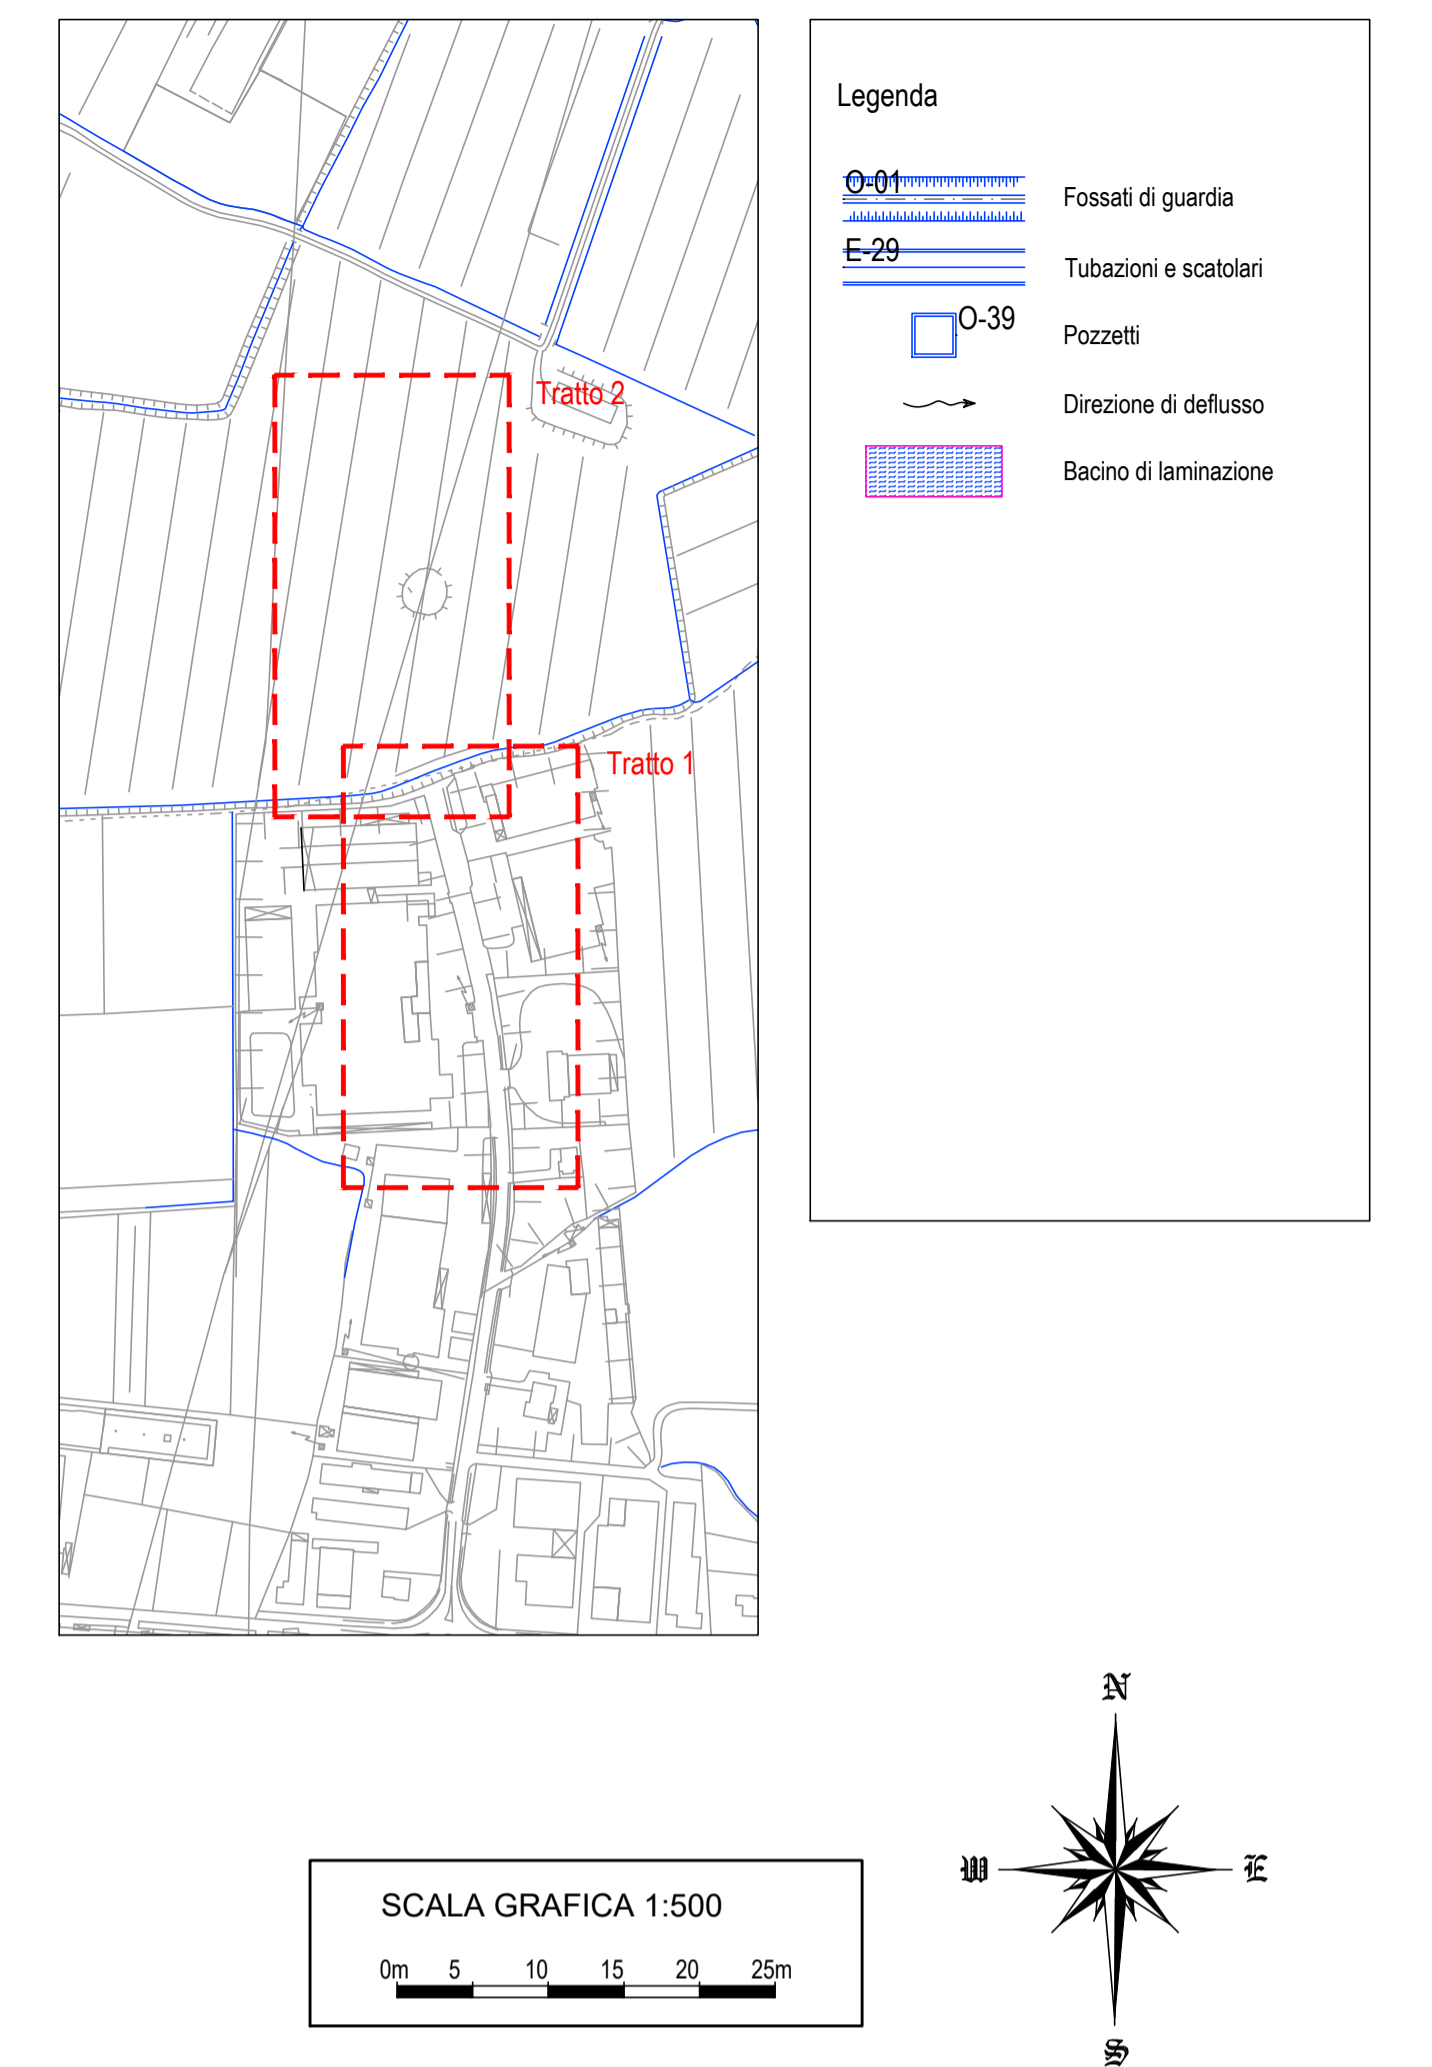 Legenda
O-01
Fossati di guardia
E-29
Tubazioni e scatolari
O-39
Pozzetti
Direzione di deflusso
Bacino di laminazione
Tratto 2
Tratto 1
N
W
E
S
SCALA GRAFICA 1:500
0m 5 10 15 20 25m